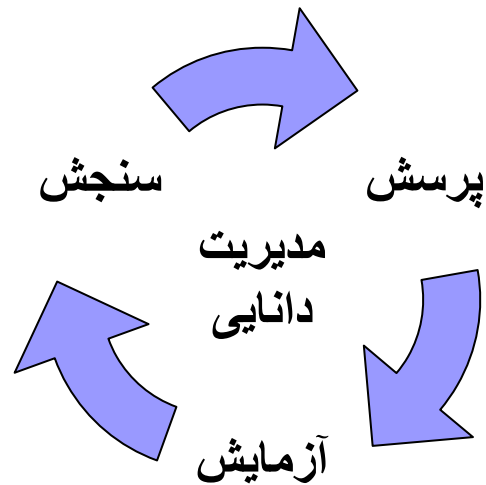 پرسش
سنجش
مدیریت
دانایی
آزمایش